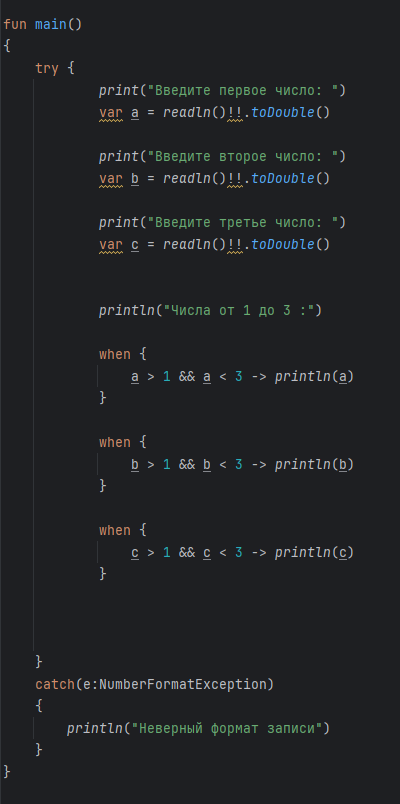 fun main()
{
    try {
            print("Введите первое число: ")
            var a = readln()!!.toDouble()

            print("Введите второе число: ")
            var b = readln()!!.toDouble()

            print("Введите третье число: ")
            var c = readln()!!.toDouble()


            println("Числа от 1 до 3 :")

            when {
                a > 1 && a < 3 -> println(a)
            }

            when {
                b > 1 && b < 3 -> println(b)
            }

            when {
                c > 1 && c < 3 -> println(c)
            }



    }
    catch(e:NumberFormatException)
    {
        println("Неверный формат записи")
    }
}